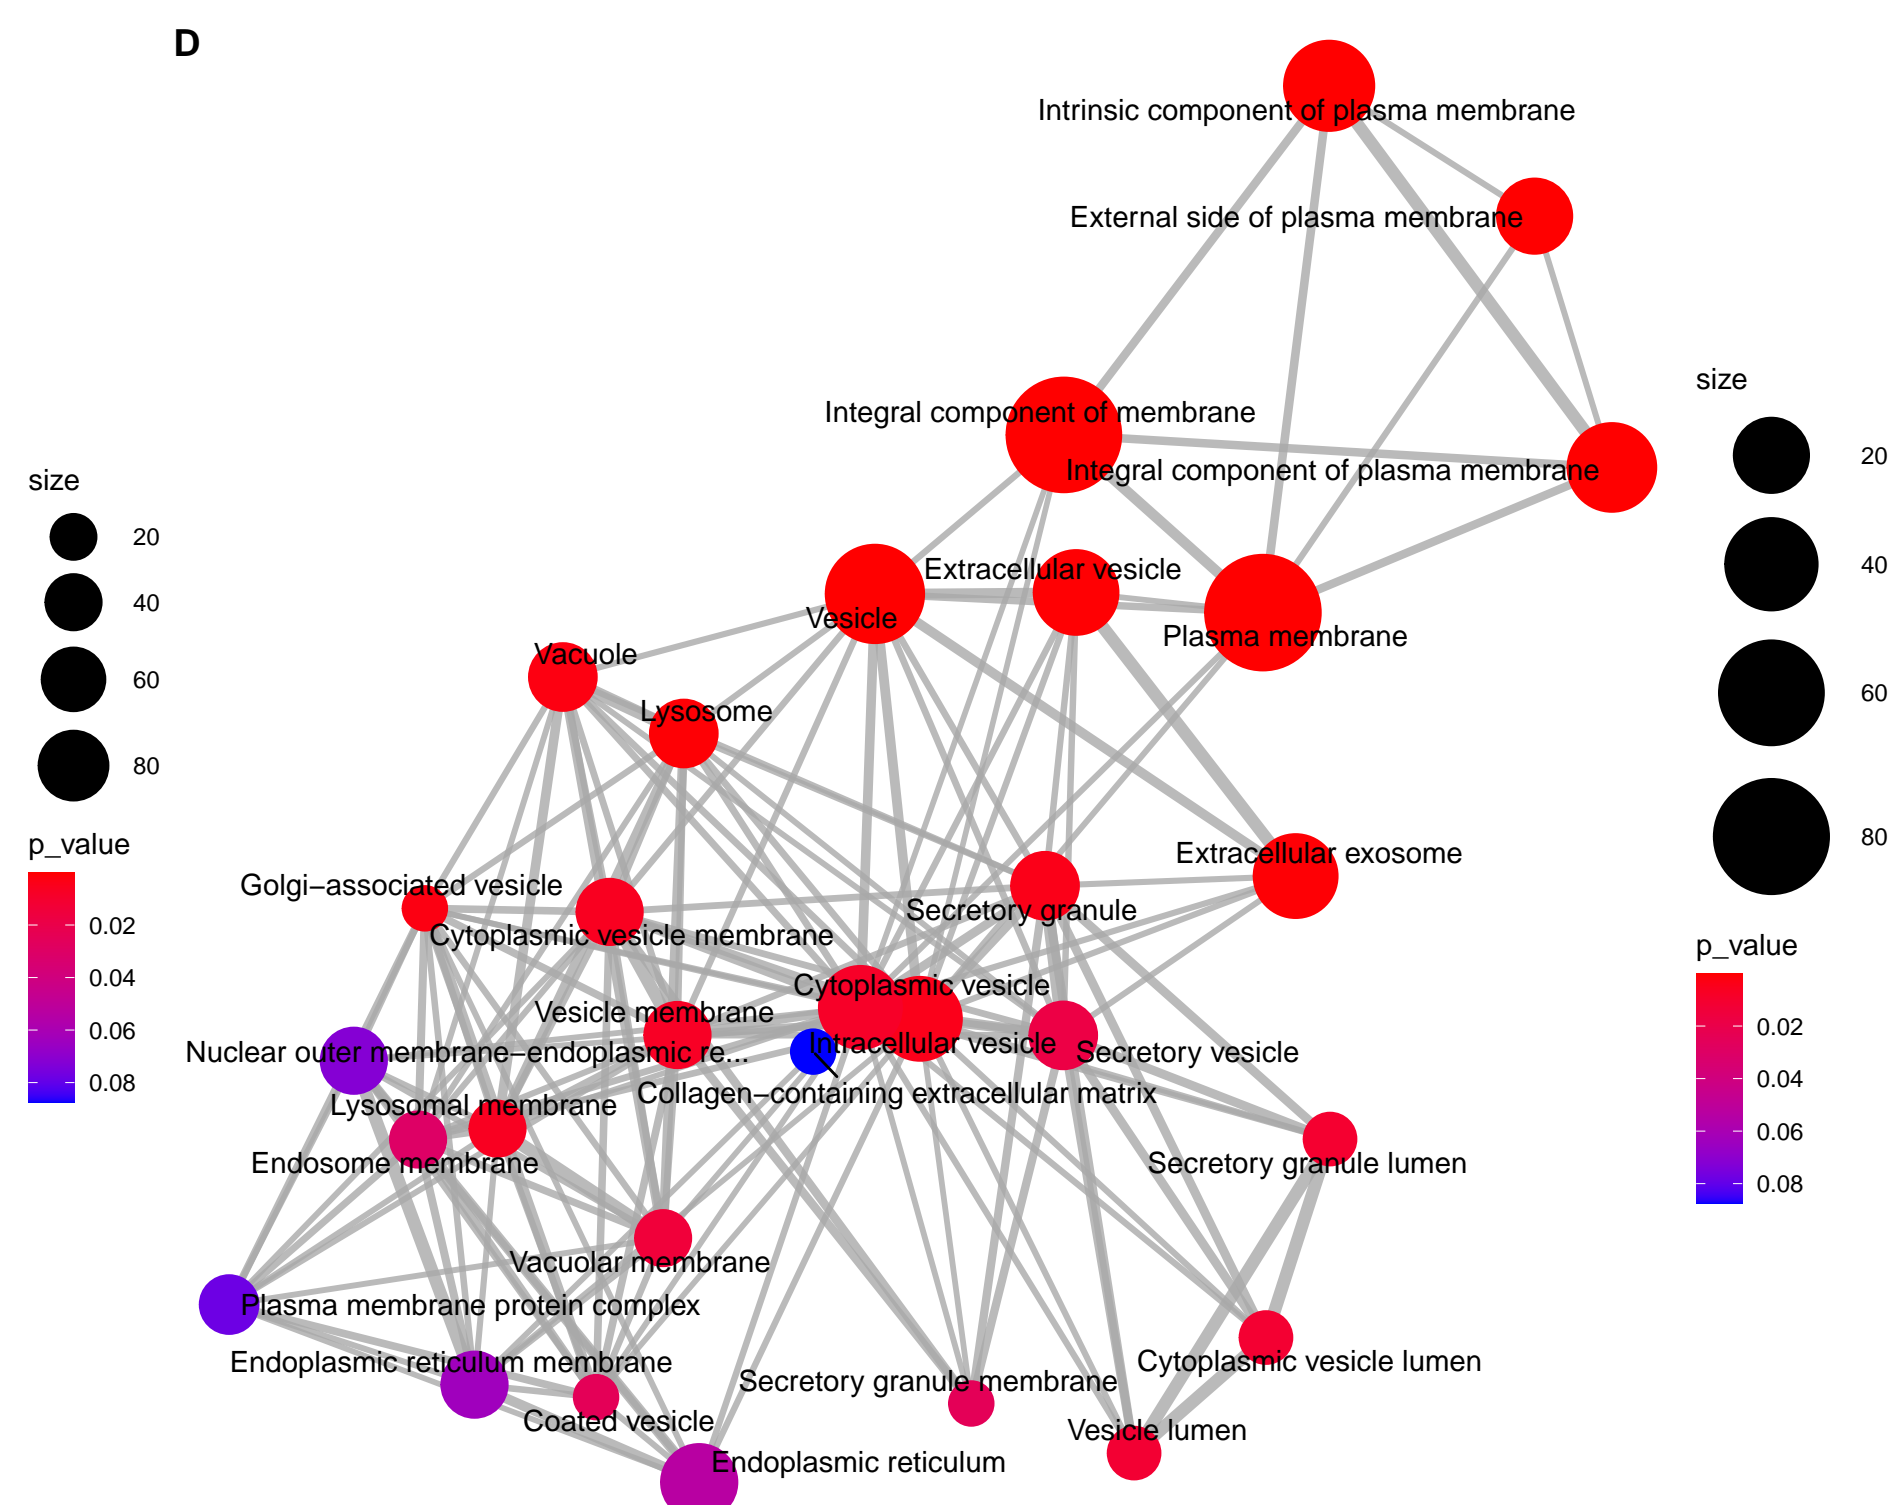 D
Intrinsic component of plasma membrane
External side of plasma membrane
size
20
40
60
80
Integral component of membrane
Integral component of plasma membrane
size
20
40
60
80
Extracellular vesicle
Vesicle
Plasma membrane
Vacuole
Lysosome
p_value
0.02
0.04
0.06
0.08
Extracellular exosome
Golgi−associated vesicle
Secretory granule
Cytoplasmic vesicle membrane
p_value
0.02
0.04
0.06
0.08
Cytoplasmic vesicle
Vesicle membrane
Intracellular vesicle
Nuclear outer membrane−endoplasmic re...
Secretory vesicle
Collagen−containing extracellular matrix
Lysosomal membrane
Endosome membrane
Secretory granule lumen
Vacuolar membrane
Plasma membrane protein complex
Endoplasmic reticulum membrane
Cytoplasmic vesicle lumen
Secretory granule membrane
Coated vesicle
Vesicle lumen
Endoplasmic reticulum